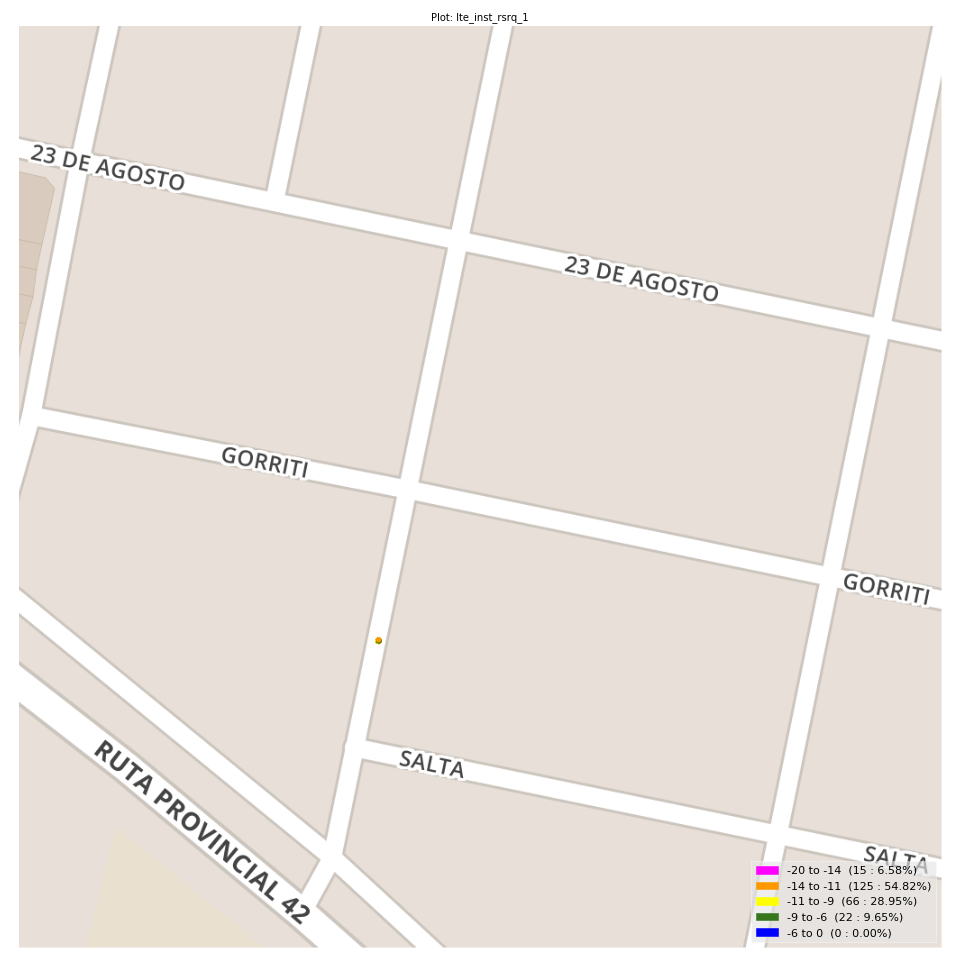 Plot: lte_inst_rsrq_1
23 DE AGOSTO
23 DE AGOSTO
GORRITI
GORRITI
SALTA
RUTA PROVINCIAL 42
SALTA
-20 to -14 (15 : 6.58%)
-14 to -11 (125 : 54.82%)
-11 to -9 (66 : 28.95%)
-9 to -6 (22 : 9.65%)
-6 to 0 (0 : 0.00%)